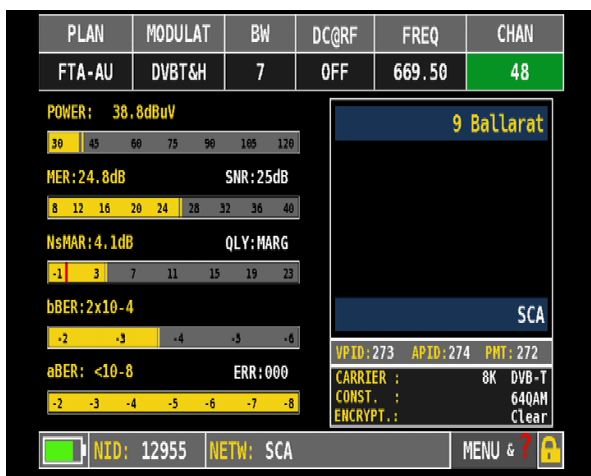 PLAN MODULAT BW DC@RF FREQ CHAN
FTA-AU DVBT&H 7 OFF 669.50 48
POWER: 38.8dBuV
30 45 60 75 90 105 120
MER:24.8dB SNR:25dB
8 12 16 20 24 28 32 36 40
NsMAR:4.1dB QLY:MARG
-1 3 7 11 15 19 23
bBER:2x10-4
-2 -3 -4 -5 -6
aBER: <10-8 ERR:000
-2 -3 -4 -5 -6 -7 -8
9 Ballarat
SCA
VPID:273 APID:274 PMT:272
CARRIER : 8K DVB-T
CONST. : 64QAM
ENCRYPT.: Clear
NID: 12955 NETW: SCA MENU & ?